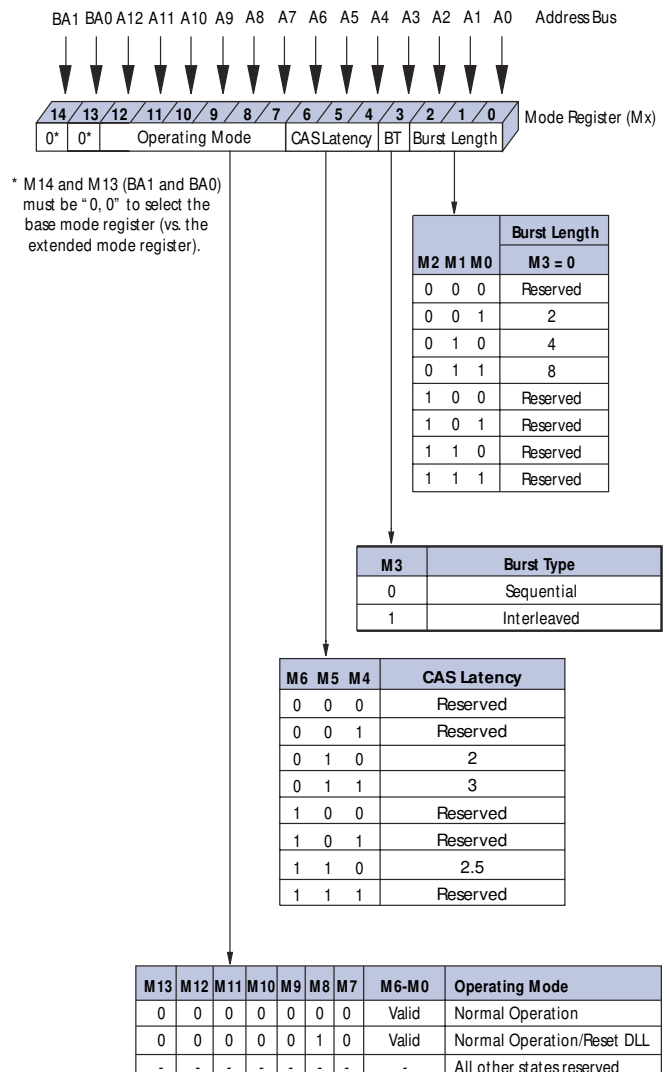 BA1 BA0 A12 A11 A10 A9 A8 A7 A6 A5 A4 A3 A2 A1 A0 Address Bus
14 13 12 11 10 9 8 7 6 5 4 3 2 1 0 Mode Register (Mx)
0* 0* Operating Mode CAS Latency BT Burst Length
* M14 and M13 (BA1 and BA0)
must be "0, 0" to select the
base mode register (vs. the
extended mode register).
Burst Length
M2 M1 M0 M3 = 0
0 0 0 Reserved
0 0 1 2
0 1 0 4
0 1 1 8
1 0 0 Reserved
1 0 1 Reserved
1 1 0 Reserved
1 1 1 Reserved
M3 Burst Type
0 Sequential
1 Interleaved
M6 M5 M4 CAS Latency
0 0 0 Reserved
0 0 1 Reserved
0 1 0 2
0 1 1 3
1 0 0 Reserved
1 0 1 Reserved
1 1 0 2.5
1 1 1 Reserved
M13 M12 M11 M10 M9 M8 M7 M6-M0 Operating Mode
0 0 0 0 0 0 0 Valid Normal Operation
0 0 0 0 0 1 0 Valid Normal Operation/Reset DLL
- - - - - - - - All other states reserved